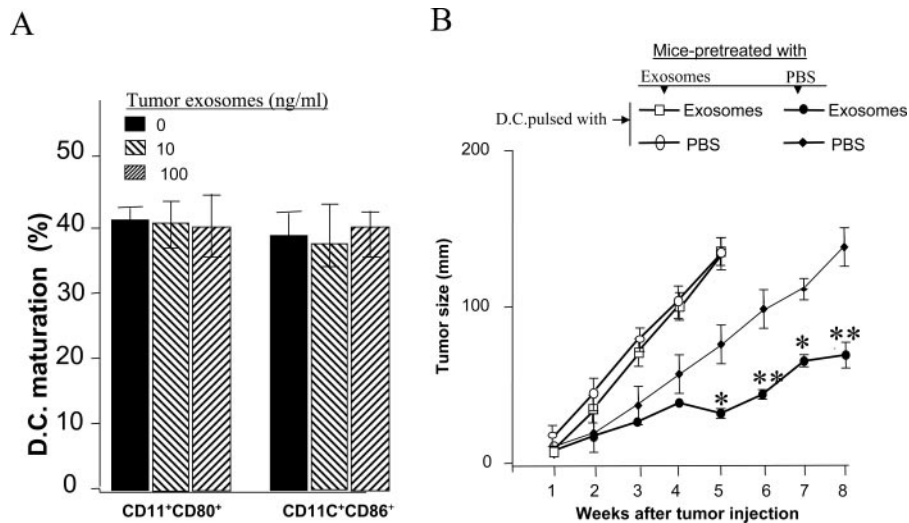 A
Tumor exosomes (ng/ml)
0
10
100
50
40
30
20
10
0
D.C. maturation (%)
CD11⁺CD80⁺
CD11C⁺CD86⁺
B
Mice-pretreated with
Exosomes
PBS
D.C.pulsed with
Exosomes
Exosomes
PBS
PBS
200
100
0
Tumor size (mm)
*
**
*
**
1 2 3 4 5 6 7 8
Weeks after tumor injection